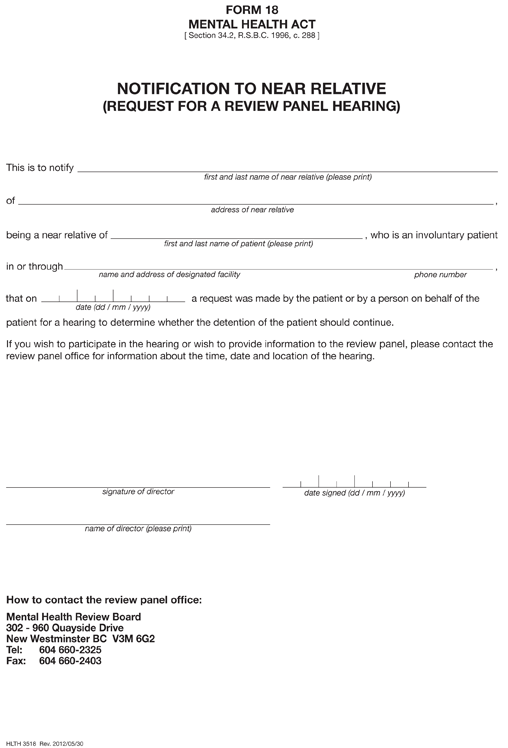 FORM 18
MENTAL HEALTH ACT
[ Section 34.2, R.S.B.C. 1996, c. 288 ]
NOTIFICATION TO NEAR RELATIVE
(REQUEST FOR A REVIEW PANEL HEARING)
This is to notify
first and last name of near relative (please print)
of ,
address of near relative
being a near relative of , who is an involuntary patient
first and last name of patient (please print)
in or through ,
name and address of designated facility phone number
that on a request was made by the patient or by a person on behalf of the
date (dd / mm / yyyy)
patient for a hearing to determine whether the detention of the patient should continue.
If you wish to participate in the hearing or wish to provide information to the review panel, please contact the
review panel office for information about the time, date and location of the hearing.
signature of director date signed (dd / mm / yyyy)
name of director (please print)
How to contact the review panel office:
Mental Health Review Board
302 - 960 Quayside Drive
New Westminster BC V3M 6G2
Tel: 604 660-2325
Fax: 604 660-2403
HLTH 3518 Rev. 2012/05/30